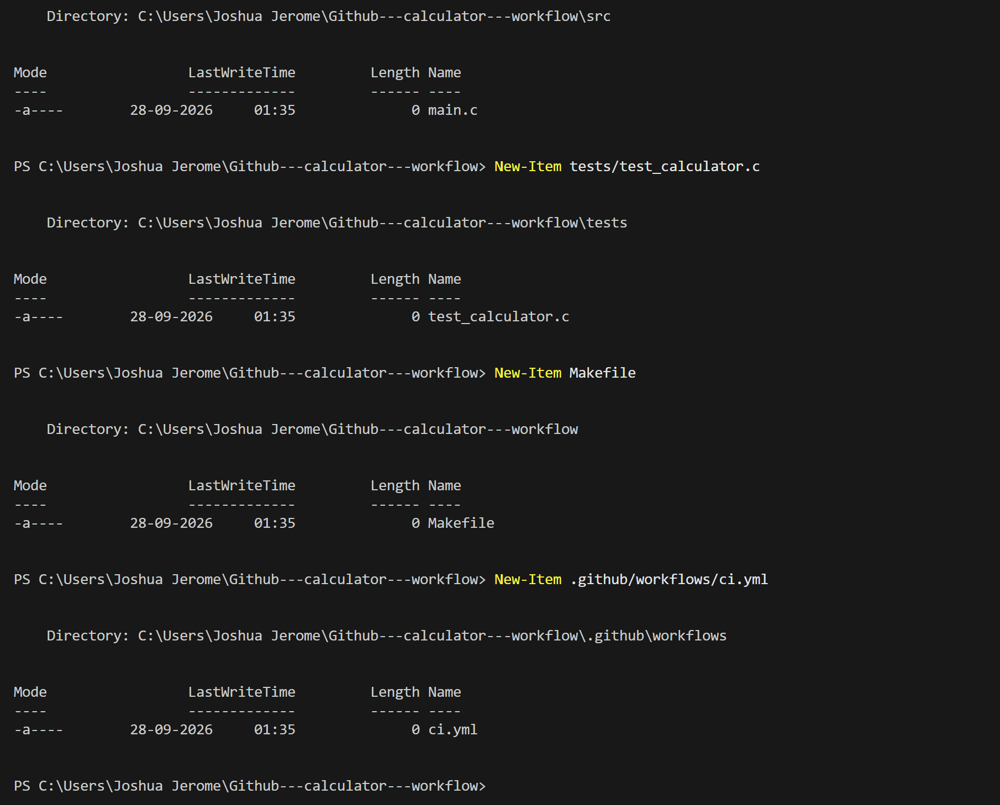 Directory: C:\Users\Joshua Jerome\Github---calculator---workflow\src
Mode                 LastWriteTime         Length Name
----                 -------------         ------ ----
-a----        28-09-2026     01:35              0 main.c
PS C:\Users\Joshua Jerome\Github---calculator---workflow> New-Item tests/test_calculator.c
Directory: C:\Users\Joshua Jerome\Github---calculator---workflow\tests
Mode                 LastWriteTime         Length Name
----                 -------------         ------ ----
-a----        28-09-2026     01:35              0 test_calculator.c
PS C:\Users\Joshua Jerome\Github---calculator---workflow> New-Item Makefile
Directory: C:\Users\Joshua Jerome\Github---calculator---workflow
Mode                 LastWriteTime         Length Name
----                 -------------         ------ ----
-a----        28-09-2026     01:35              0 Makefile
PS C:\Users\Joshua Jerome\Github---calculator---workflow> New-Item .github/workflows/ci.yml
Directory: C:\Users\Joshua Jerome\Github---calculator---workflow\.github\workflows
Mode                 LastWriteTime         Length Name
----                 -------------         ------ ----
-a----        28-09-2026     01:35              0 ci.yml
PS C:\Users\Joshua Jerome\Github---calculator---workflow>